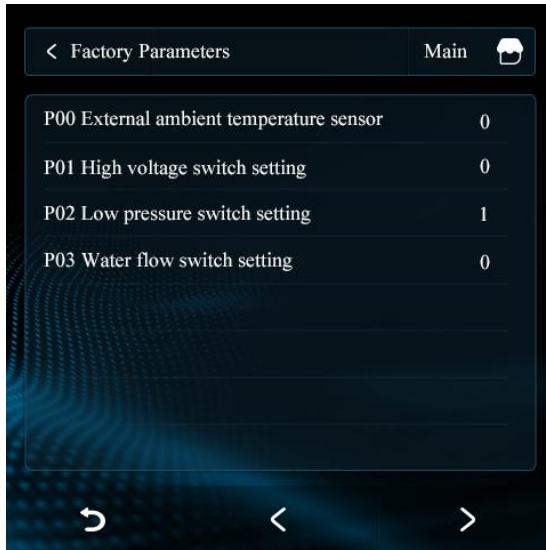 < Factory Parameters Main
P00 External ambient temperature sensor 0
P01 High voltage switch setting 0
P02 Low pressure switch setting 1
P03 Water flow switch setting 0